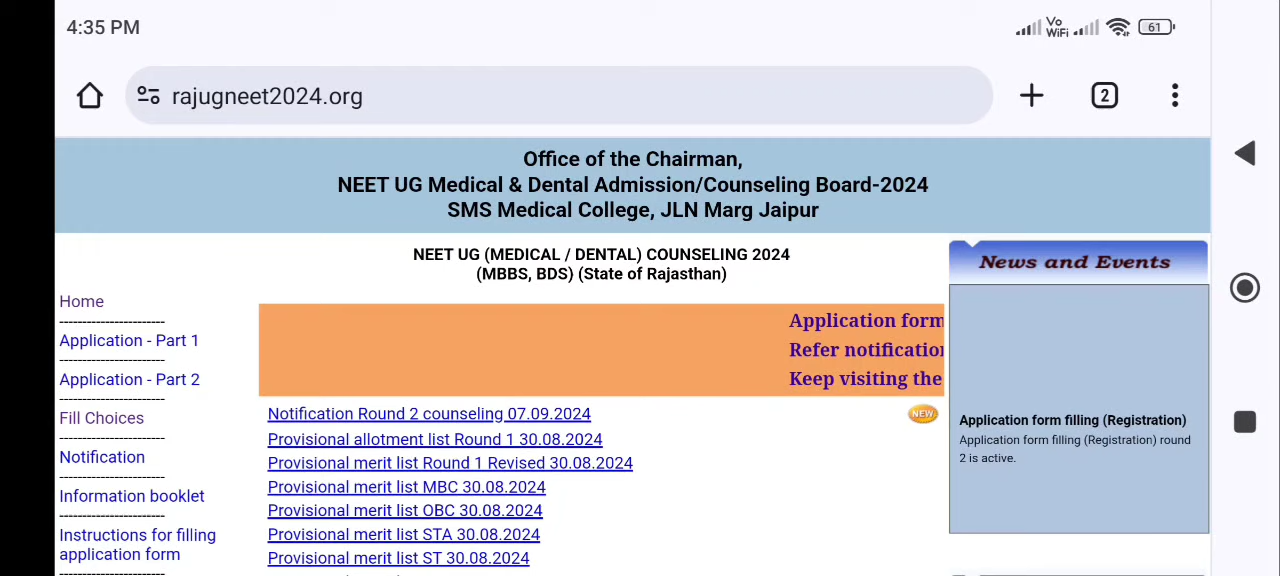 4:35 PM
Vo
WiFi
61
rajugneet2024.org
2
Office of the Chairman,
NEET UG Medical & Dental Admission/Counseling Board-2024
SMS Medical College, JLN Marg Jaipur
NEET UG (MEDICAL / DENTAL) COUNSELING 2024
(MBBS, BDS) (State of Rajasthan)
Home
----------------------
Application - Part 1
----------------------
Application - Part 2
----------------------
Fill Choices
----------------------
Notification
----------------------
Information booklet
----------------------
Instructions for filling
application form
----------------------
Application form
Refer notification
Keep visiting the
Notification Round 2 counseling 07.09.2024
NEW
Provisional allotment list Round 1 30.08.2024
Provisional merit list Round 1 Revised 30.08.2024
Provisional merit list MBC 30.08.2024
Provisional merit list OBC 30.08.2024
Provisional merit list STA 30.08.2024
Provisional merit list ST 30.08.2024
News and Events
Application form filling (Registration)
Application form filling (Registration) round
2 is active.